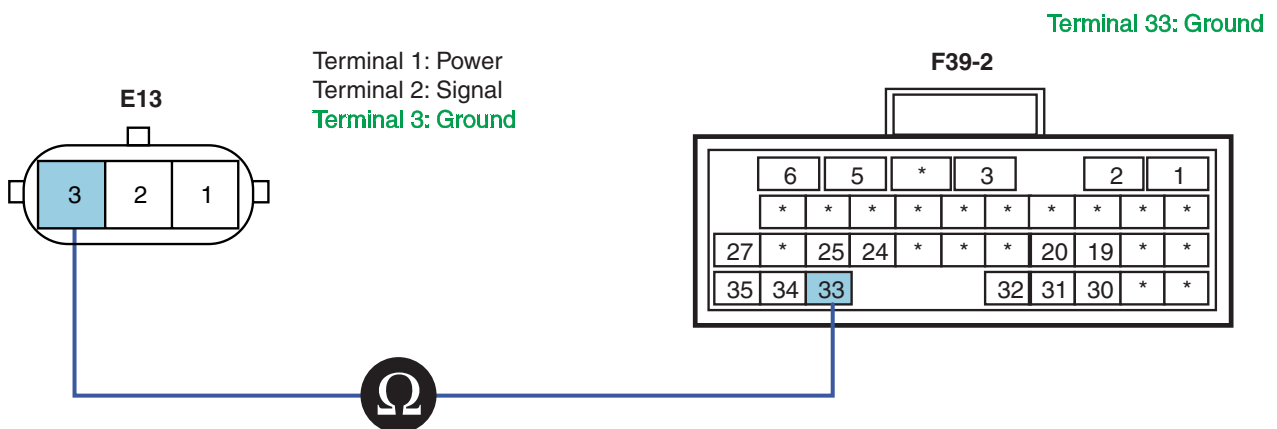 Terminal 33: Ground
F39-2
Terminal 1: Power
Terminal 2: Signal
Terminal 3: Ground
E13
3 2 1
6 5 * 3 2 1
* * * * * * * * * *
27 * 25 24 * * * 20 19 * *
35 34 33 32 31 30 * *
Ω